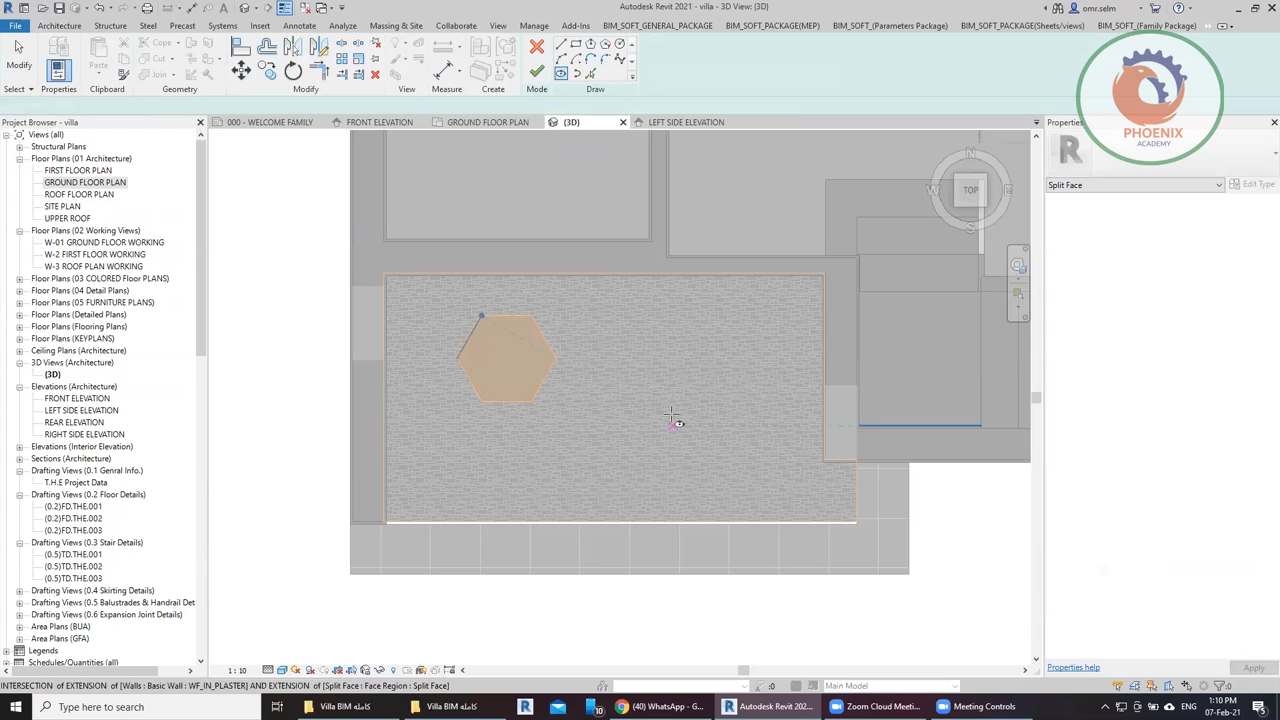 Autodesk Revit 2021 - villa - 3D View: {3D}
omr.selm
File
Architecture
Structure
Steel
Precast
Systems
Insert
Annotate
Analyze
Massing & Site
Collaborate
View
Manage
Add-Ins
BIM_SOFT_GENERAL_PACKAGE
BIM_SOFT_PACKAGE(MEP)
BIM_SOFT_(Parameters Package)
BIM_SOFT_PACKAGE(Sheets/views)
BIM_SOFT_(Family Package)
Modify
Paste
Cope
Cut
Join
Select
Properties
Clipboard
Geometry
Modify
View
Measure
Create
Mode
Draw
PHOENIX
ACADEMY
Project Browser - villa
000 - WELCOME FAMILY
FRONT ELEVATION
GROUND FLOOR PLAN
{3D}
LEFT SIDE ELEVATION
Properties
Views (all)
Structural Plans
Floor Plans (01 Architecture)
FIRST FLOOR PLAN
GROUND FLOOR PLAN
ROOF FLOOR PLAN
SITE PLAN
UPPER ROOF
Floor Plans (02 Working Views)
W-01 GROUND FLOOR WORKING
W-2 FIRST FLOOR WORKING
W-3 ROOF PLAN WORKING
Floor Plans (03 COLORED Floor PLANS)
Floor Plans (04 Detail Plans)
Floor Plans (05 FURNITURE PLANS)
Floor Plans (Detailed Plans)
Floor Plans (Flooring Plans)
Floor Plans (KEYPLANS)
Ceiling Plans (Architecture)
3D Views (Architecture)
{3D}
Elevations (Architecture)
FRONT ELEVATION
LEFT SIDE ELEVATION
REAR ELEVATION
RIGHT SIDE ELEVATION
Elevations (Interior Elevation)
Sections (Architecture)
Drafting Views (0.1 Genral Info.)
T.H.E Project Data
Drafting Views (0.2 Floor Details)
(0.2)FD.THE.001
(0.2)FD.THE.002
(0.2)FD.THE.003
Drafting Views (0.3 Stair Details)
(0.5)TD.THE.001
(0.5)TD.THE.002
(0.5)TD.THE.003
Drafting Views (0.4 Skirting Details)
Drafting Views (0.5 Balustrades & Handrail Det
Drafting Views (0.6 Expansion Joint Details)
Area Plans (BUA)
Area Plans (GFA)
Legends
Schedules/Quantities (all)
N
W
TOP
S
Split Face
Edit Type
Properties help
Apply
1 : 10
INTERSECTION of EXTENSION of [Walls : Basic Wall : WF_IN_PLASTER] AND EXTENSION of [Split Face : Face Region : Split Face]
:0
Main Model
:0
Type here to search
Villa BIM كاملة
Villa BIM كاملة
(40) WhatsApp - G...
Autodesk Revit 202...
Zoom Cloud Meeti...
Meeting Controls
ENG
1:10 PM
07-Feb-21